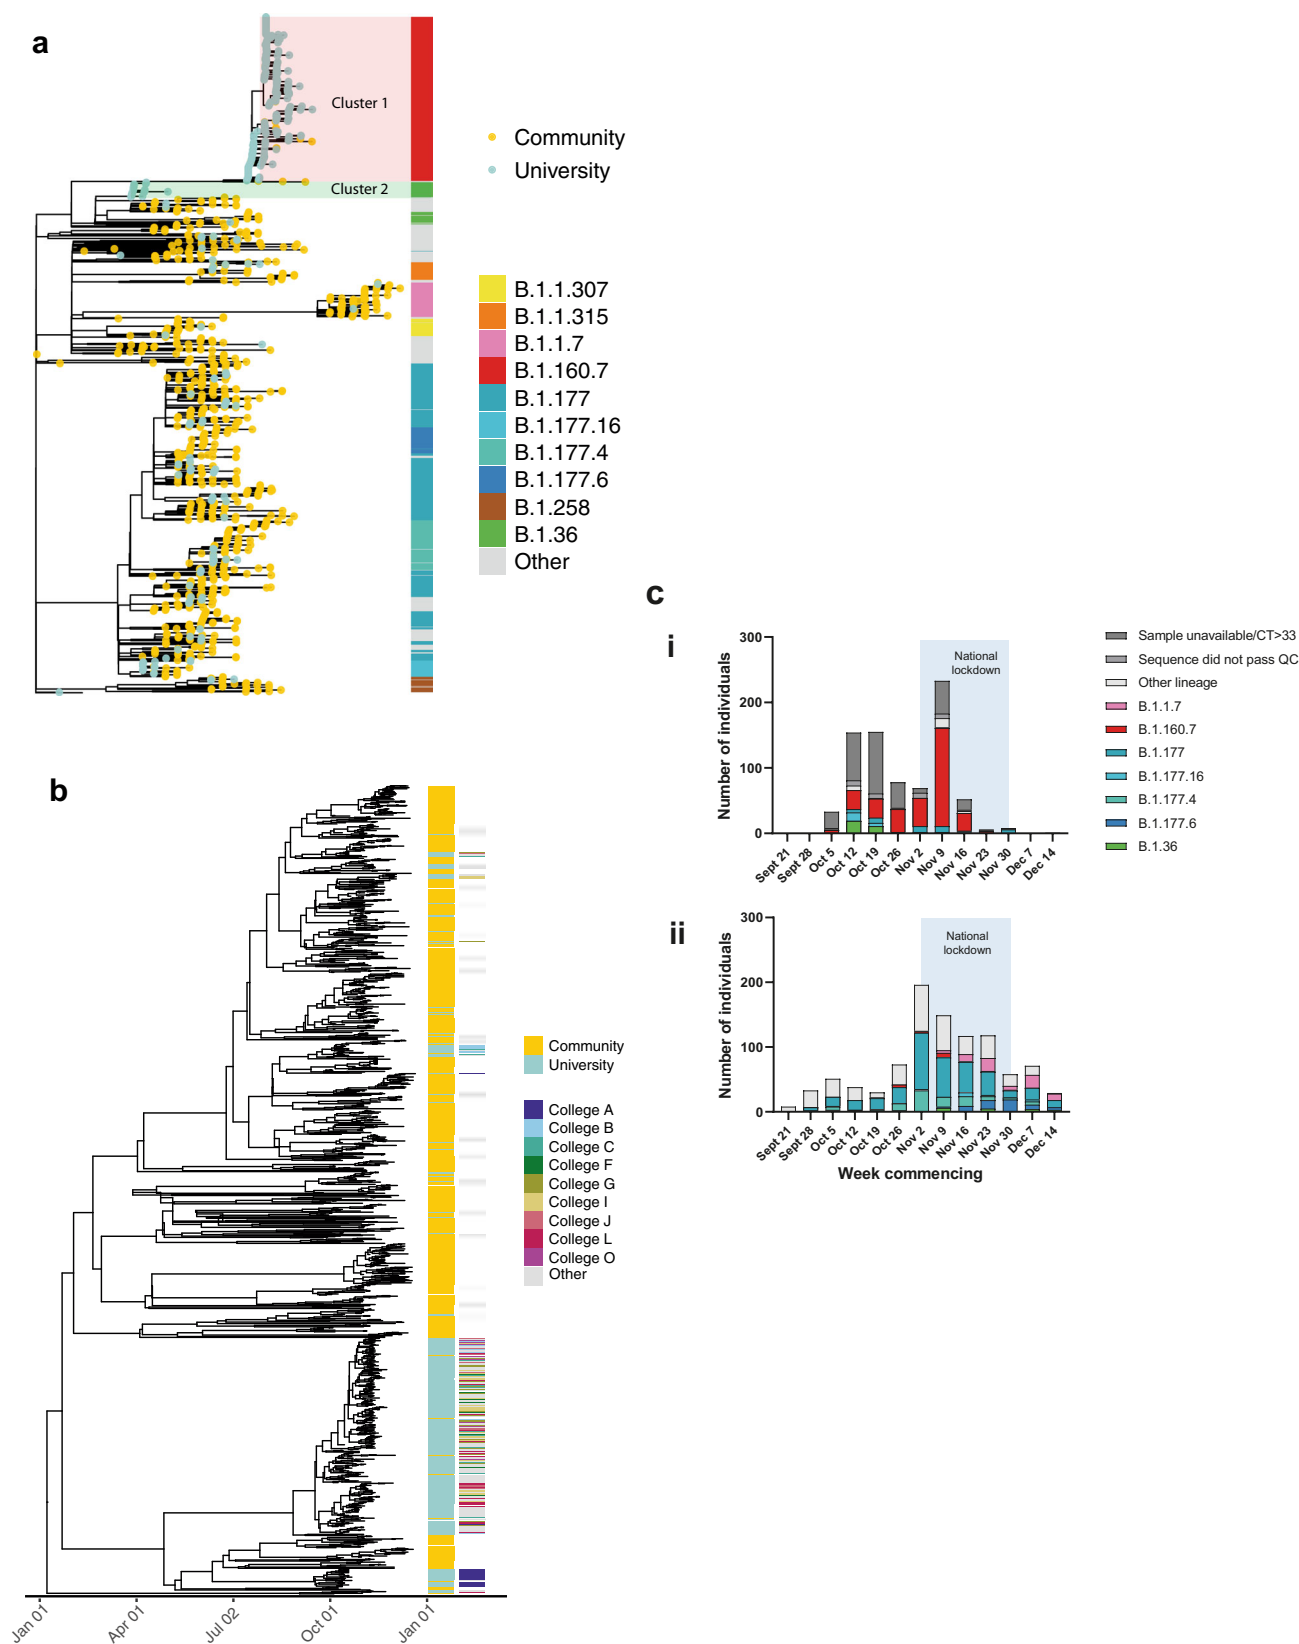 a
Cluster 1
Cluster 2
Community
University
B.1.1.307
B.1.1.315
B.1.1.7
B.1.160.7
B.1.177
B.1.177.16
B.1.177.4
B.1.177.6
B.1.258
B.1.36
Other
b
Community
University
College A
College B
College C
College F
College G
College I
College J
College L
College O
Other
Jan 01
Apr 01
Jul 02
Oct 01
Jan 01
c
i
Number of individuals
300
200
100
0
National
lockdown
Sept 21
Sept 28
Oct 5
Oct 12
Oct 19
Oct 26
Nov 2
Nov 9
Nov 16
Nov 23
Nov 30
Dec 7
Dec 14
Sample unavailable/CT>33
Sequence did not pass QC
Other lineage
B.1.1.7
B.1.160.7
B.1.177
B.1.177.16
B.1.177.4
B.1.177.6
B.1.36
ii
Number of individuals
300
200
100
0
National
lockdown
Sept 21
Sept 28
Oct 5
Oct 12
Oct 19
Oct 26
Nov 2
Nov 9
Nov 16
Nov 23
Nov 30
Dec 7
Dec 14
Week commencing